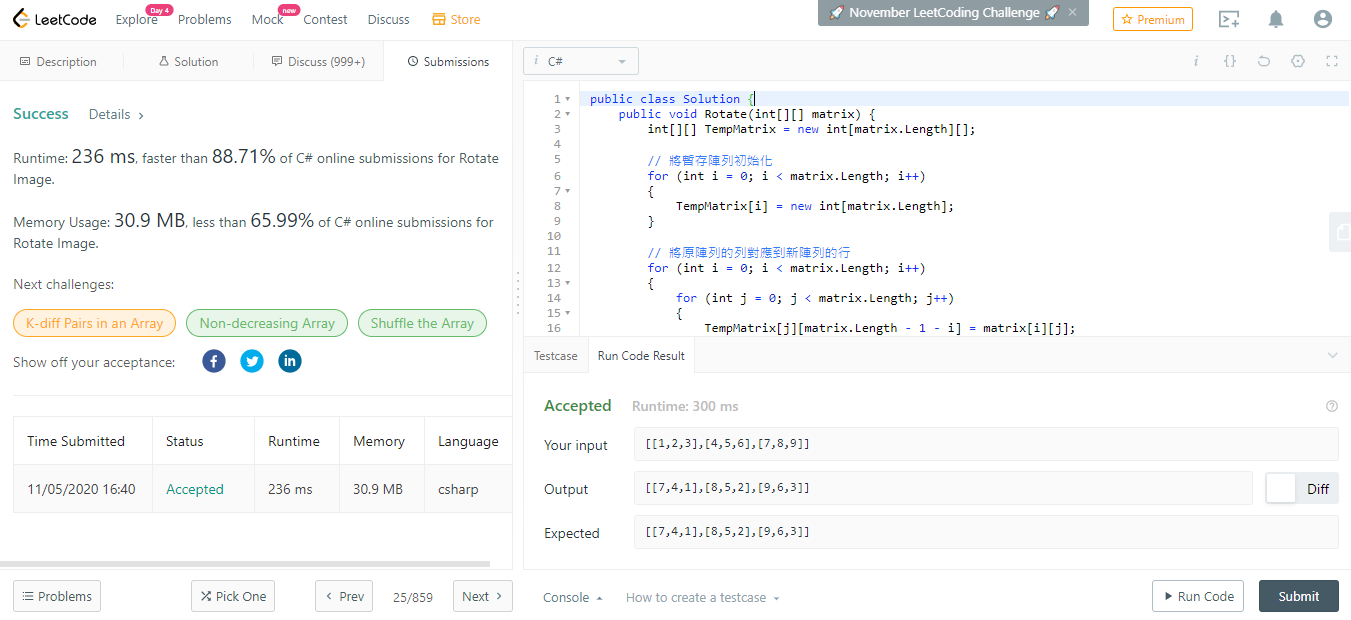 LeetCode Explore Day 4 Problems Mock new Contest Discuss Store 🚀 November LeetCoding Challenge 🚀 × Premium
Description Solution Discuss (999+) Submissions
Success Details ›
Runtime: 236 ms, faster than 88.71% of C# online submissions for Rotate
Image.
Memory Usage: 30.9 MB, less than 65.99% of C# online submissions for
Rotate Image.
Next challenges:
K-diff Pairs in an Array Non-decreasing Array Shuffle the Array
Show off your acceptance:
Time Submitted Status Runtime Memory Language
11/05/2020 16:40 Accepted 236 ms 30.9 MB csharp
Problems Pick One ‹ Prev 25/859 Next ›
i C#
1 public class Solution {
2 public void Rotate(int[][] matrix) {
3 int[][] TempMatrix = new int[matrix.Length][];
4
5 // 將暫存陣列初始化
6 for (int i = 0; i < matrix.Length; i++)
7 {
8 TempMatrix[i] = new int[matrix.Length];
9 }
10
11 // 將原陣列的列對應到新陣列的行
12 for (int i = 0; i < matrix.Length; i++)
13 {
14 for (int j = 0; j < matrix.Length; j++)
15 {
16 TempMatrix[j][matrix.Length - 1 - i] = matrix[i][j];
Testcase Run Code Result
Accepted Runtime: 300 ms
Your input [[1,2,3],[4,5,6],[7,8,9]]
Output [[7,4,1],[8,5,2],[9,6,3]] Diff
Expected [[7,4,1],[8,5,2],[9,6,3]]
Console How to create a testcase Run Code Submit